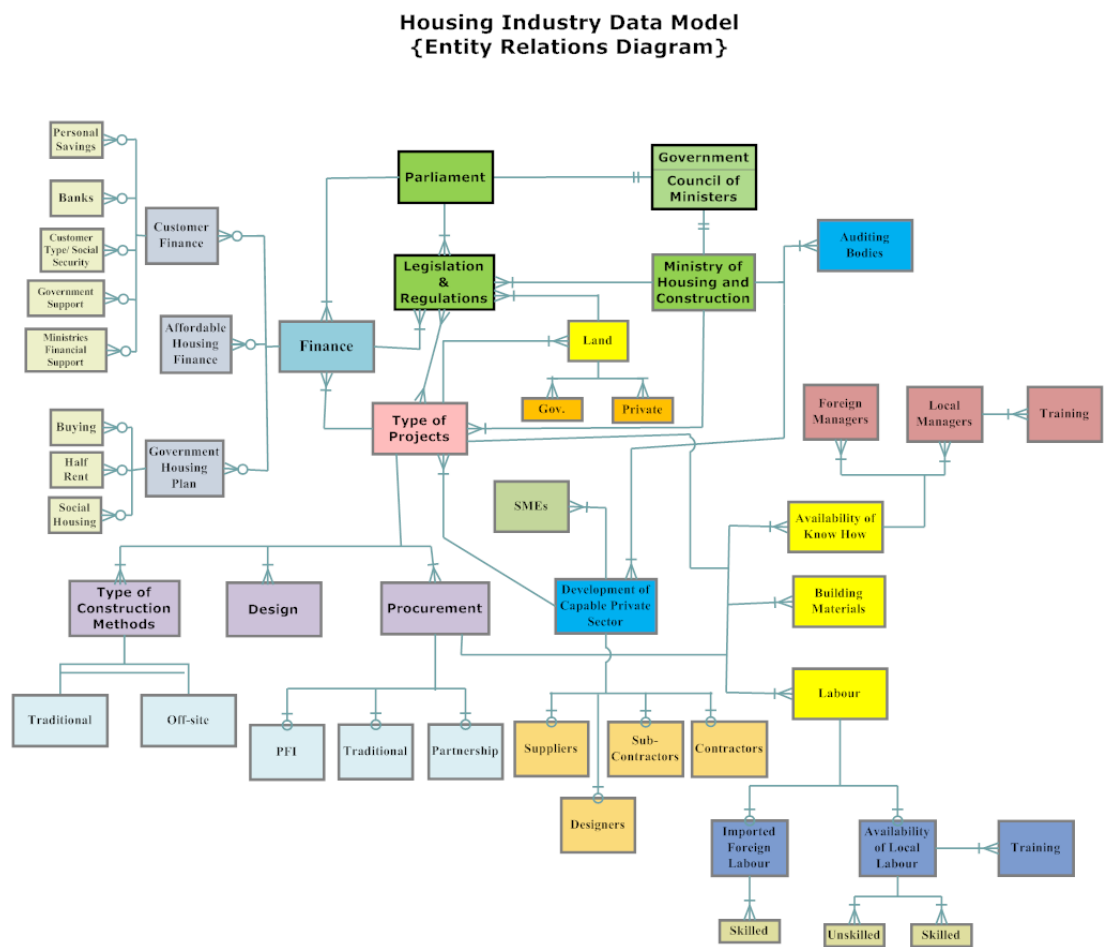 Housing Industry Data Model
{Entity Relations Diagram}
Personal
Savings
Banks
Customer
Type/ Social
Security
Government
Support
Ministries
Financial
Support
Customer
Finance
Affordable
Housing
Finance
Government
Housing
Plan
Buying
Half
Rent
Social
Housing
Parliament
Government
Council of
Ministers
Legislation
&
Regulations
Ministry of
Housing and
Construction
Auditing
Bodies
Finance
Land
Gov.
Private
Type of
Projects
Foreign
Managers
Local
Managers
Training
SMEs
Availability of
Know How
Type of
Construction
Methods
Design
Procurement
Development of
Capable Private
Sector
Building
Materials
Labour
Traditional
Off-site
PFI
Traditional
Partnership
Suppliers
Sub-
Contractors
Contractors
Designers
Imported
Foreign
Labour
Availability
of Local
Labour
Training
Skilled
Unskilled
Skilled